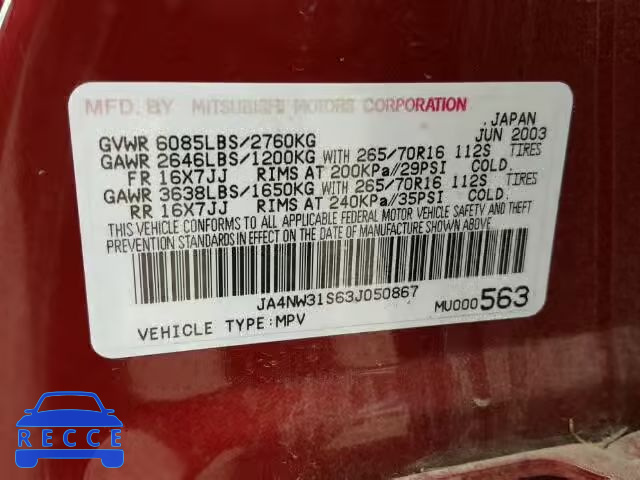 MFD. BY MITSUBISHI MOTORS CORPORATION
JAPAN
GVWR 6085LBS/2760KG JUN 2003
GAWR 2646LBS/1200KG WITH 265/70R16 112S TIRES
FR 16X7JJ RIMS AT 200KPa//29PSI COLD.
GAWR 3638LBS/1650KG WITH 265/70R16 112S TIRES
RR 16X7JJ RIMS AT 240KPa//35PSI COLD.
THIS VEHICLE CONFORMS TO ALL APPLICABLE FEDERAL MOTOR VEHICLE SAFETY AND THEFT
PREVENTION STANDARDS IN EFFECT ON THE DATE OF MANUFACTURE SHOWN ABOVE.
JA4NW31S63J050867
VEHICLE TYPE:MPV MU000563
RECCE